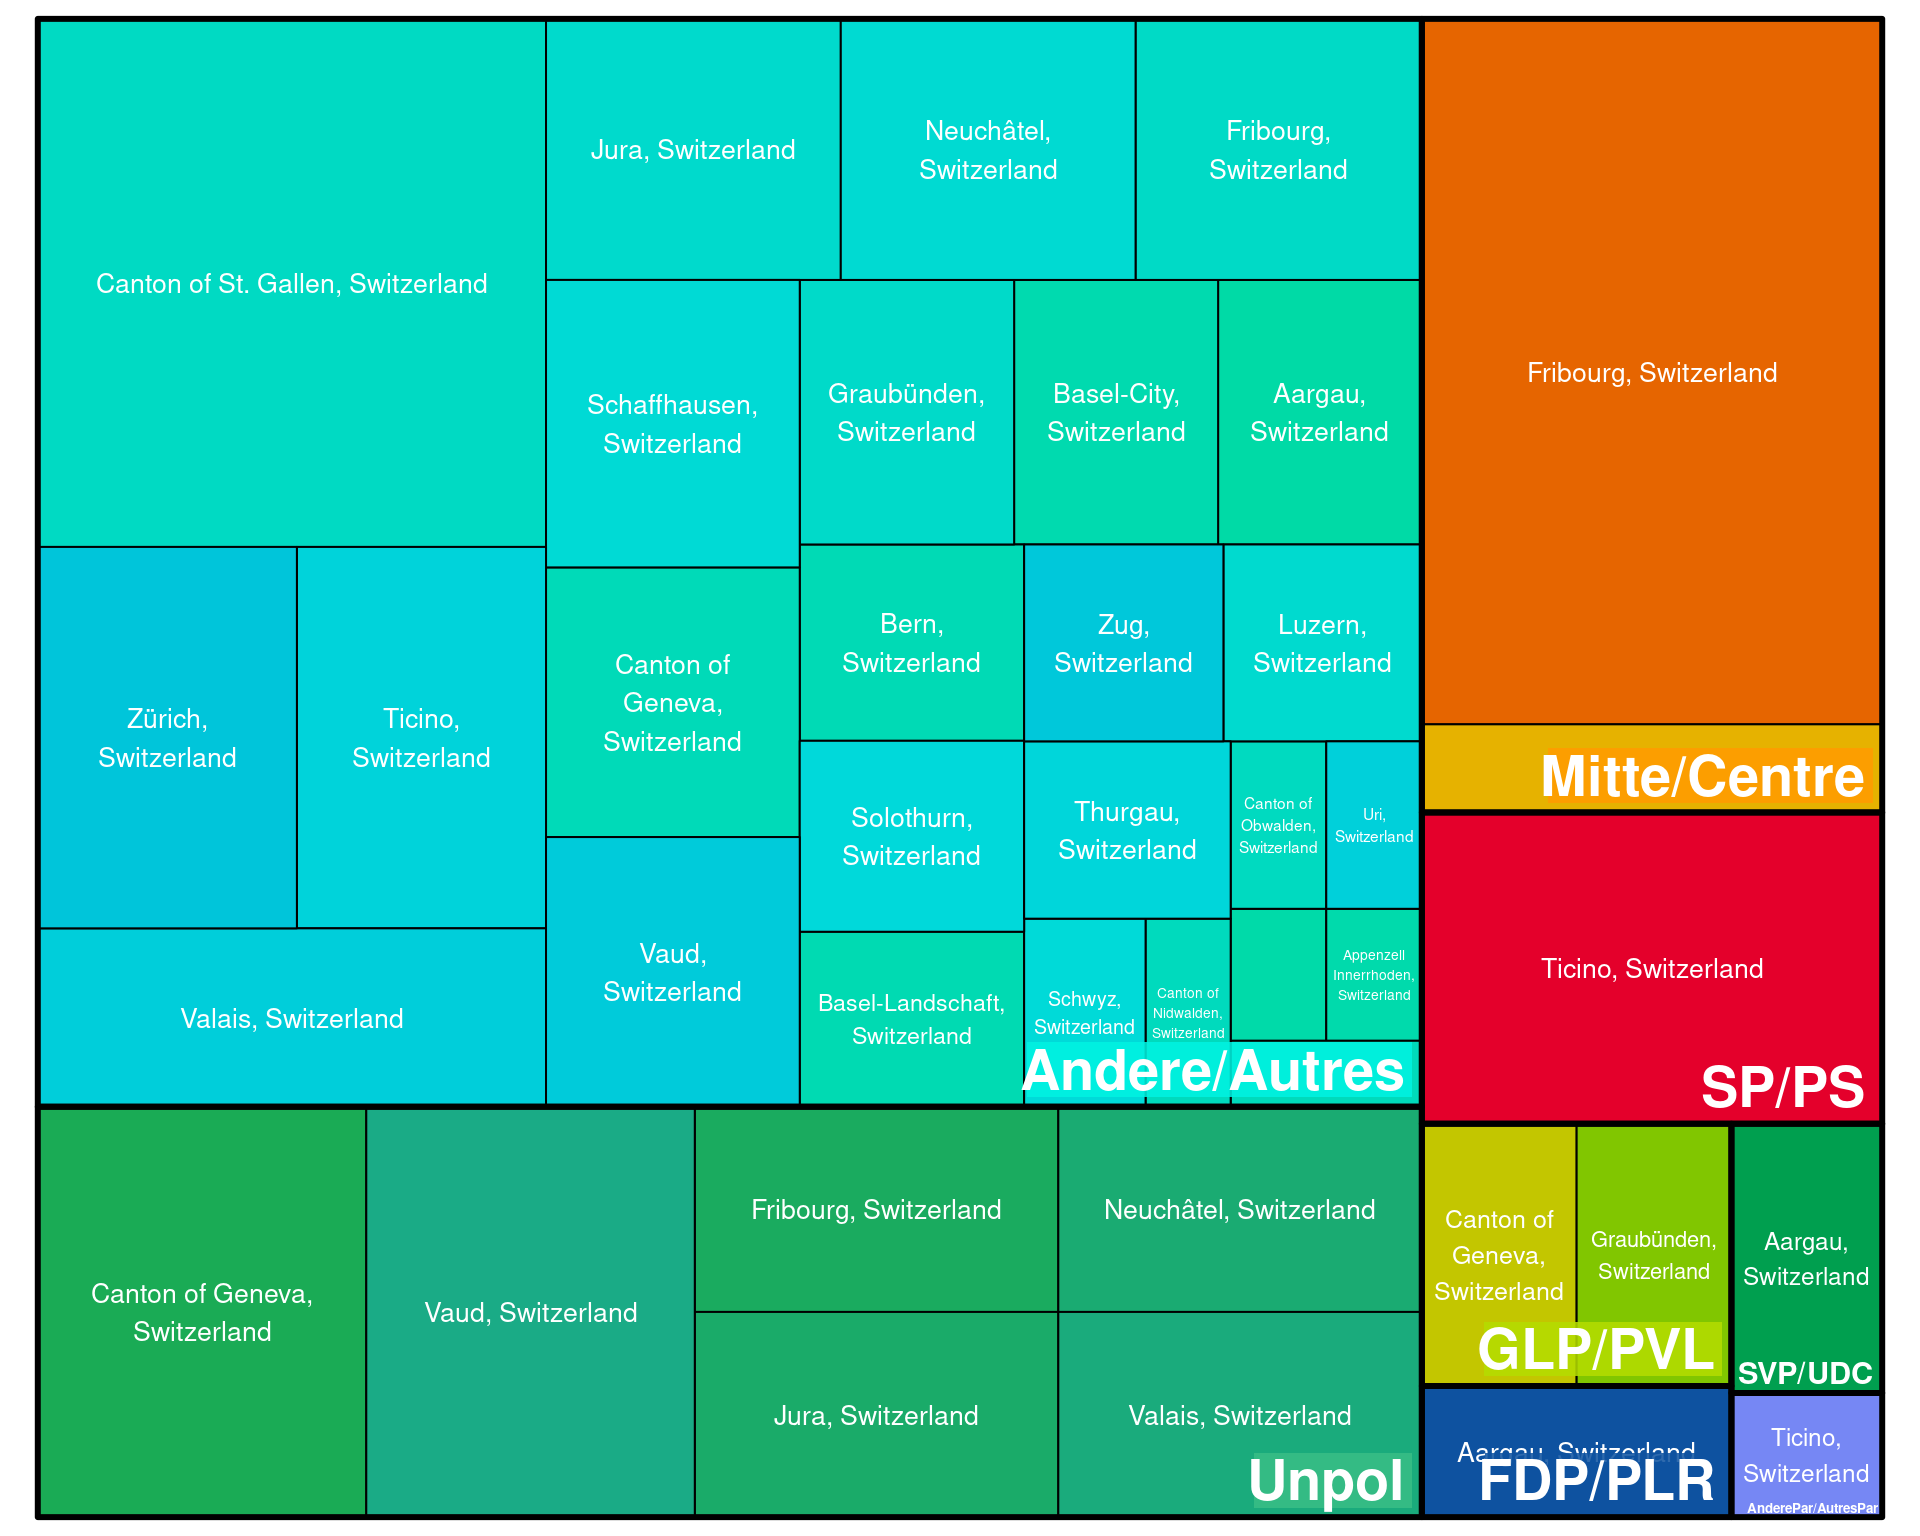 Canton of St. Gallen, Switzerland
Jura, Switzerland
Neuchâtel,
Switzerland
Fribourg,
Switzerland
Schaffhausen,
Switzerland
Graubünden,
Switzerland
Basel-City,
Switzerland
Aargau,
Switzerland
Zürich,
Switzerland
Ticino,
Switzerland
Canton of
Geneva,
Switzerland
Bern,
Switzerland
Zug,
Switzerland
Luzern,
Switzerland
Valais, Switzerland
Vaud,
Switzerland
Solothurn,
Switzerland
Thurgau,
Switzerland
Canton of
Obwalden,
Switzerland
Uri,
Switzerland
Basel-Landschaft,
Switzerland
Schwyz,
Switzerland
Canton of
Nidwalden,
Switzerland
Appenzell
Innerrhoden,
Switzerland
Andere/Autres
Canton of Geneva,
Switzerland
Vaud, Switzerland
Fribourg, Switzerland
Neuchâtel, Switzerland
Jura, Switzerland
Valais, Switzerland
Unpol
Fribourg, Switzerland
Mitte/Centre
Ticino, Switzerland
SP/PS
Canton of
Geneva,
Switzerland
Graubünden,
Switzerland
GLP/PVL
Aargau,
Switzerland
SVP/UDC
Aargau, Switzerland
FDP/PLR
Ticino,
Switzerland
AnderePar/AutresPar